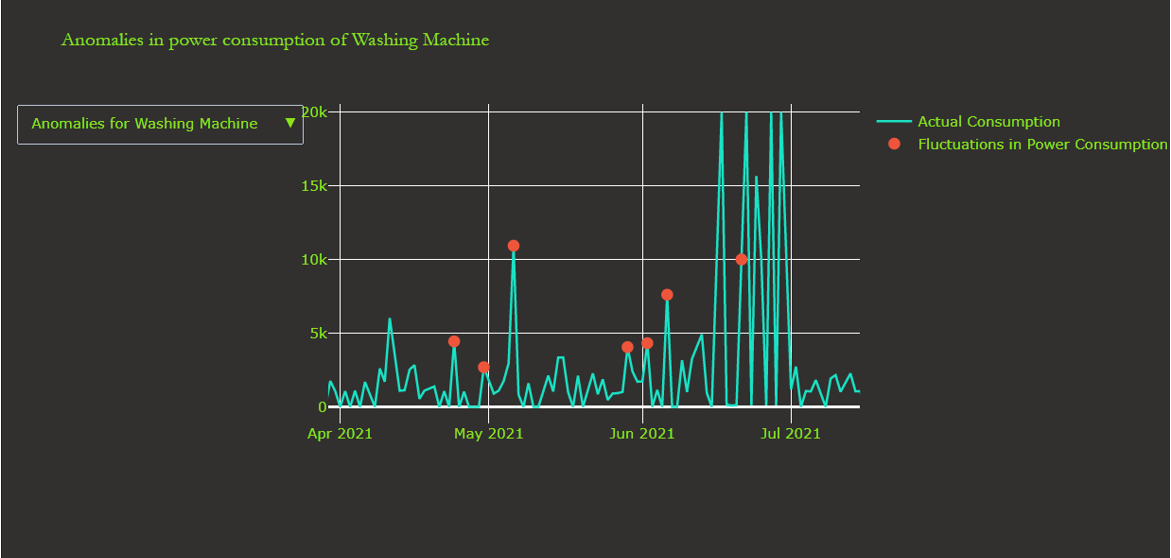 Anomalies in power consumption of Washing Machine
Anomalies for Washing Machine ▼
20k
15k
10k
5k
0
Apr 2021 May 2021 Jun 2021 Jul 2021
Actual Consumption
Fluctuations in Power Consumption